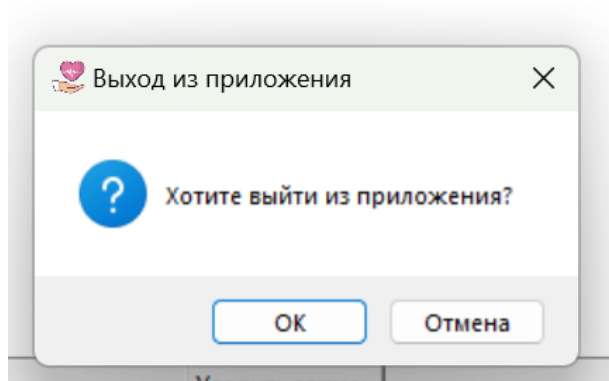 Выход из приложения
Хотите выйти из приложения?
ОК
Отмена